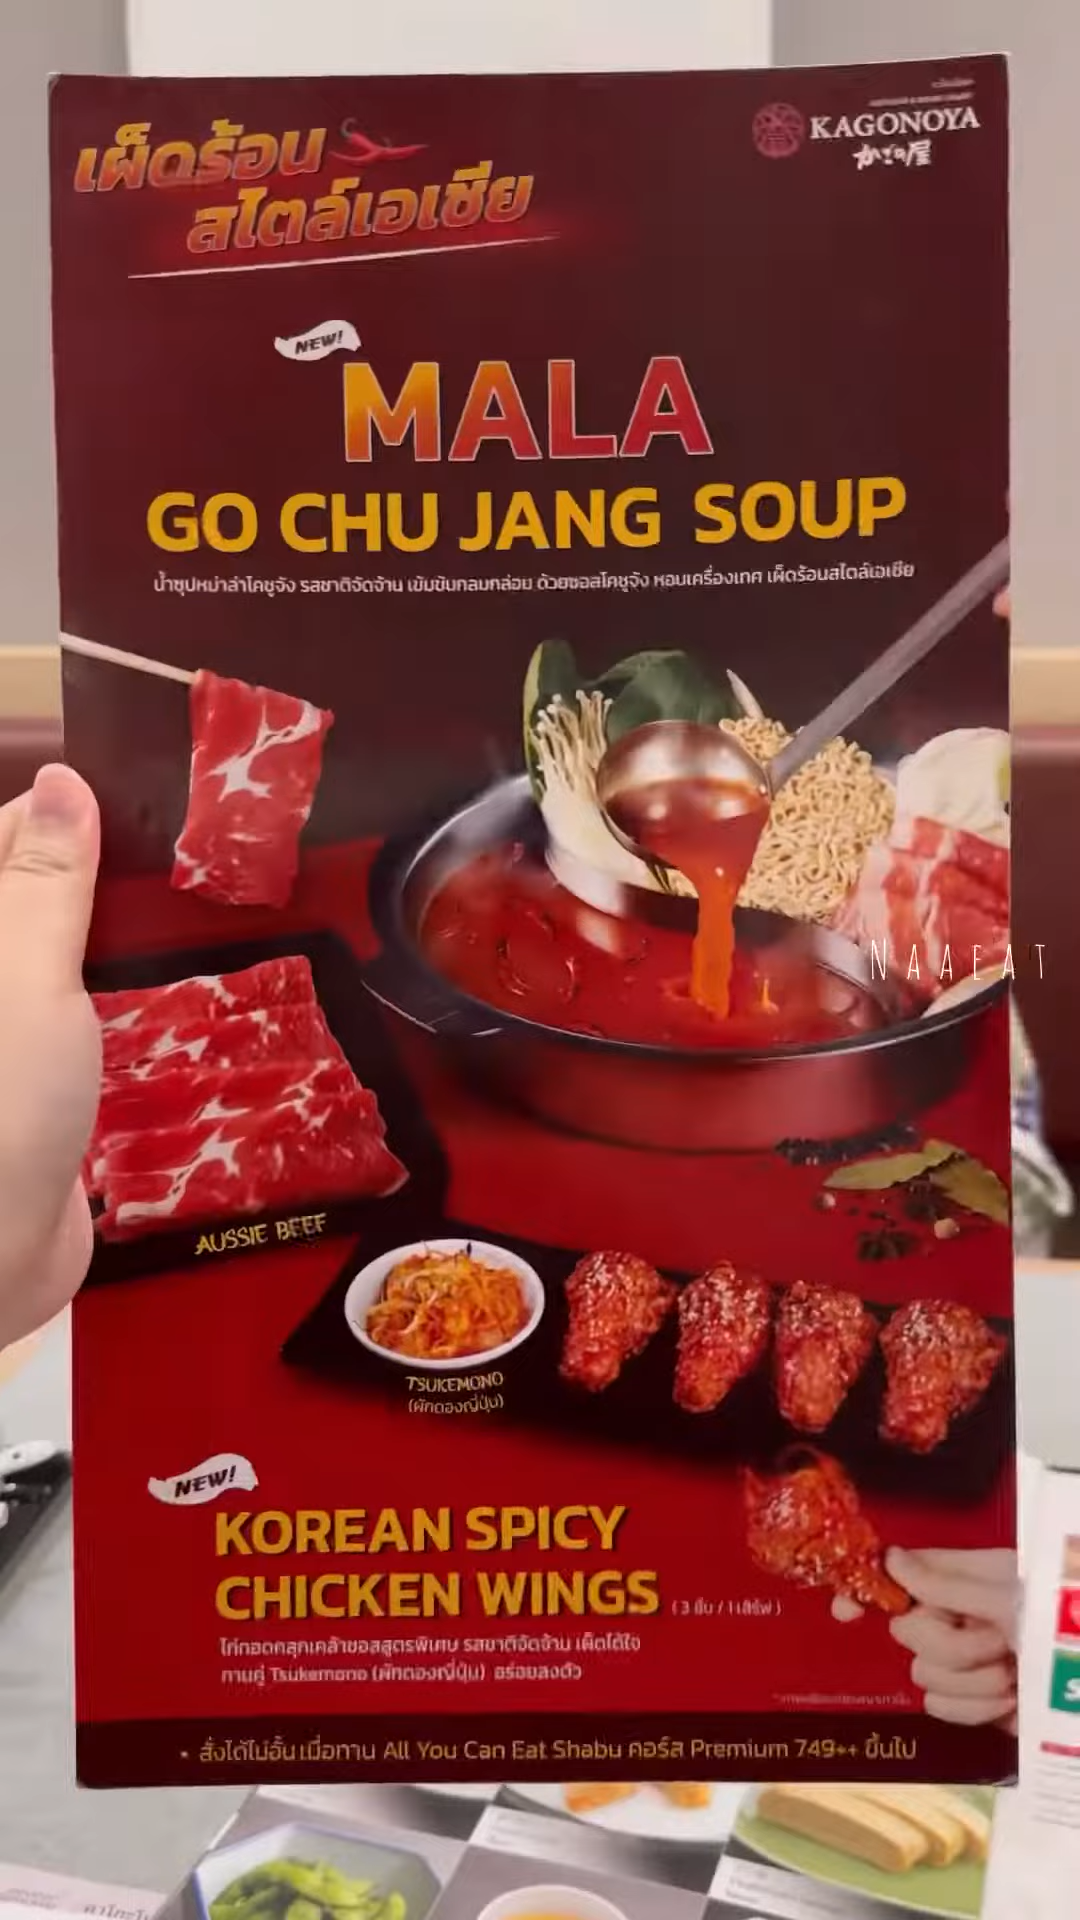 เผ็ดร้อน
สไตล์เอเชีย
KAGONOYA
かごの屋
NEW!
MALA
GO CHU JANG SOUP
น้ำซุปหม่าล่าโคชูจัง รสชาติจัดจ้าน เข้มข้นกลมกล่อม ด้วยซอสโคชูจัง หอมเครื่องเทศ เผ็ดร้อนสไตล์เอเชีย
NAAEAT
AUSSIE BEEF
TSUKEMONO
(ผักดองญี่ปุ่น)
NEW!
KOREAN SPICY
CHICKEN WINGS (3 ชิ้น / 1 เสิร์ฟ)
ไก่ทอดคลุกเคล้าซอสสูตรพิเศษ รสชาติจัดจ้าน เผ็ดได้ใจ
ทานคู่ Tsukemono (ผักดองญี่ปุ่น) อร่อยลงตัว
• สั่งได้ไม่อั้น เมื่อทาน All You Can Eat Shabu คอร์ส Premium 749++ ขึ้นไป